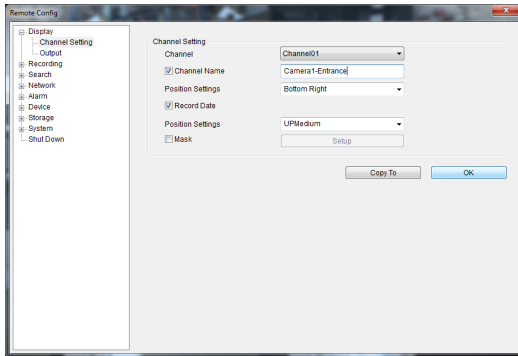 Remote Config
x
Display
Channel Setting
Output
Recording
Search
Network
Alarm
Device
Storage
System
Shut Down
Channel Setting
Channel Channel01
Channel Name Camera1-Entrance
Position Settings Bottom Right
Record Date
Position Settings UPMedium
Mask Setup
Copy To OK